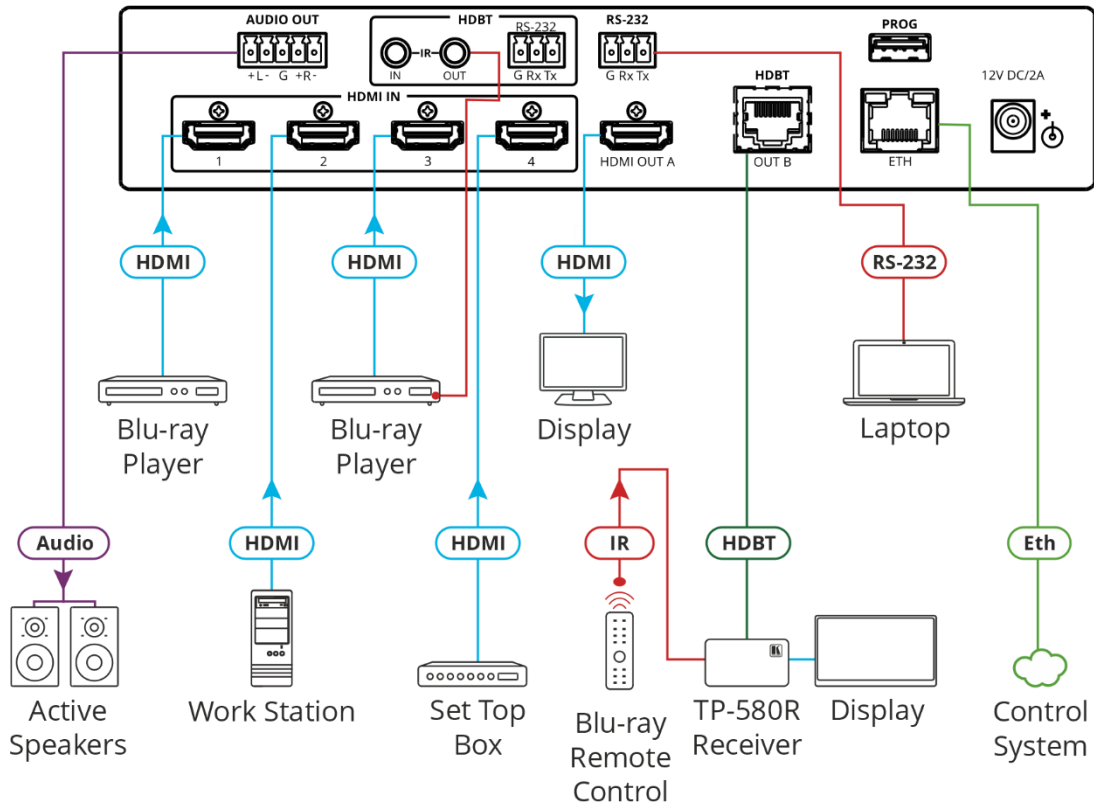 AUDIO OUT
HDBT
RS-232
RS-232
PROG
IR
IN
OUT
+L- G +R-
G Rx Tx
G Rx Tx
HDBT
12V DC/2A
+
HDMI IN
1
2
3
4
HDMI OUT A
OUT B
ETH
HDMI
HDMI
HDMI
RS-232
Blu-ray
Player
Blu-ray
Player
Display
Laptop
Audio
HDMI
HDMI
IR
HDBT
Eth
K
Active
Speakers
Work Station
Set Top
Box
Blu-ray
Remote
Control
TP-580R
Receiver
Display
Control
System